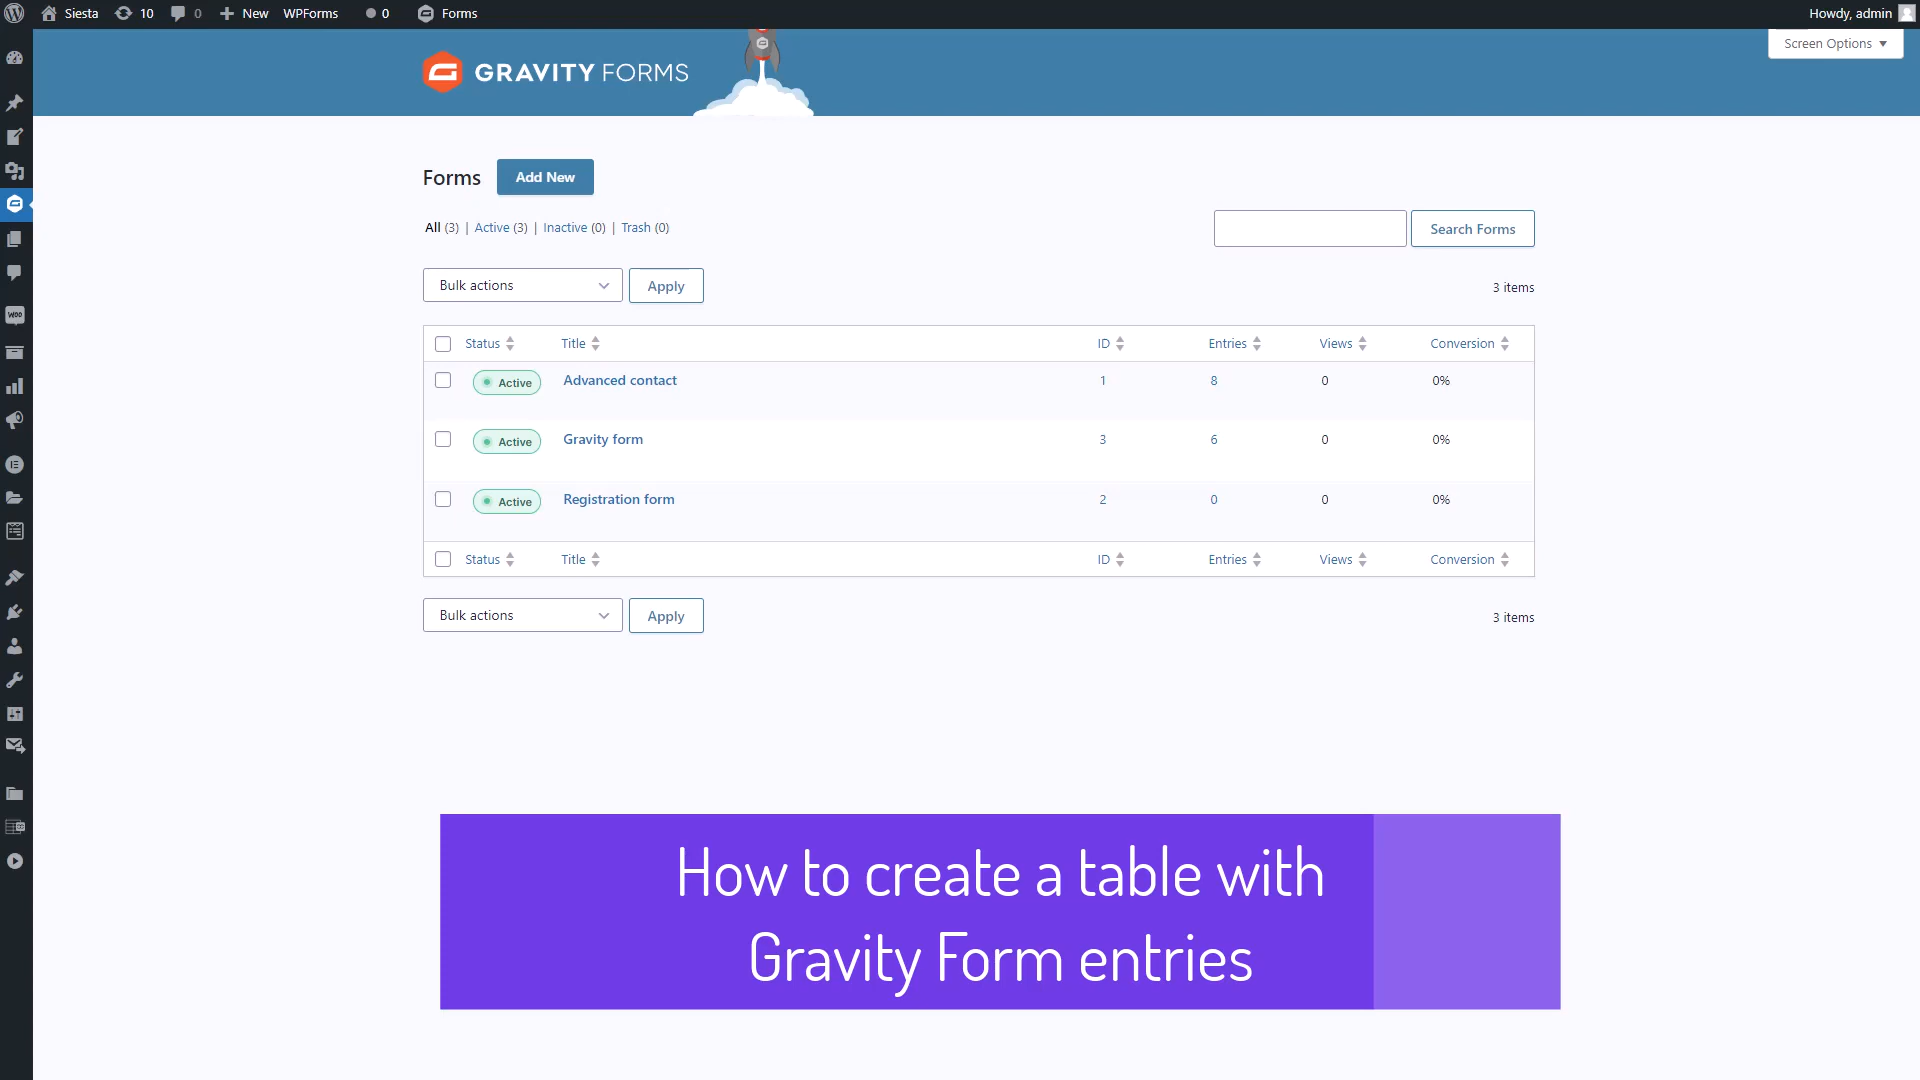 Siesta 10 0 New WPForms 0 Forms Howdy, admin
GRAVITY FORMS
Screen Options
Forms Add New
All (3) | Active (3) | Inactive (0) | Trash (0)
Search Forms
Bulk actions Apply 3 items
Status Title ID Entries Views Conversion
Active Advanced contact 1 8 0 0%
Active Gravity form 3 6 0 0%
Active Registration form 2 0 0 0%
Status Title ID Entries Views Conversion
Bulk actions Apply 3 items
How to create a table with
Gravity Form entries